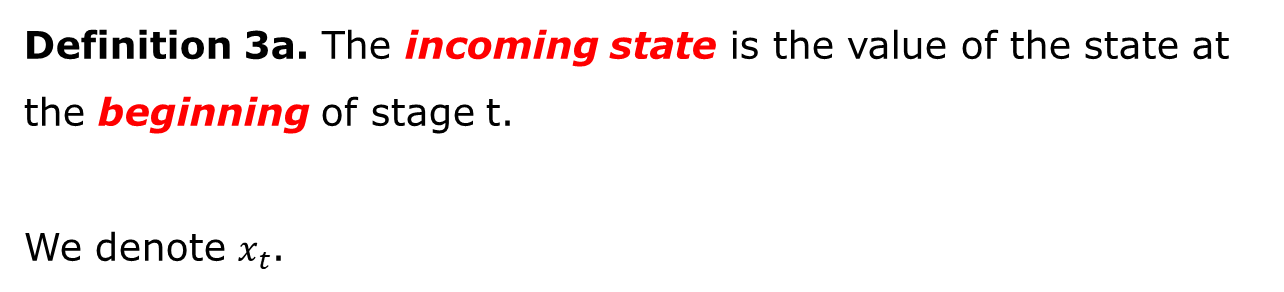 Definition 3a. The incoming state is the value of the state at
the beginning of stage t.
We denote xₜ.